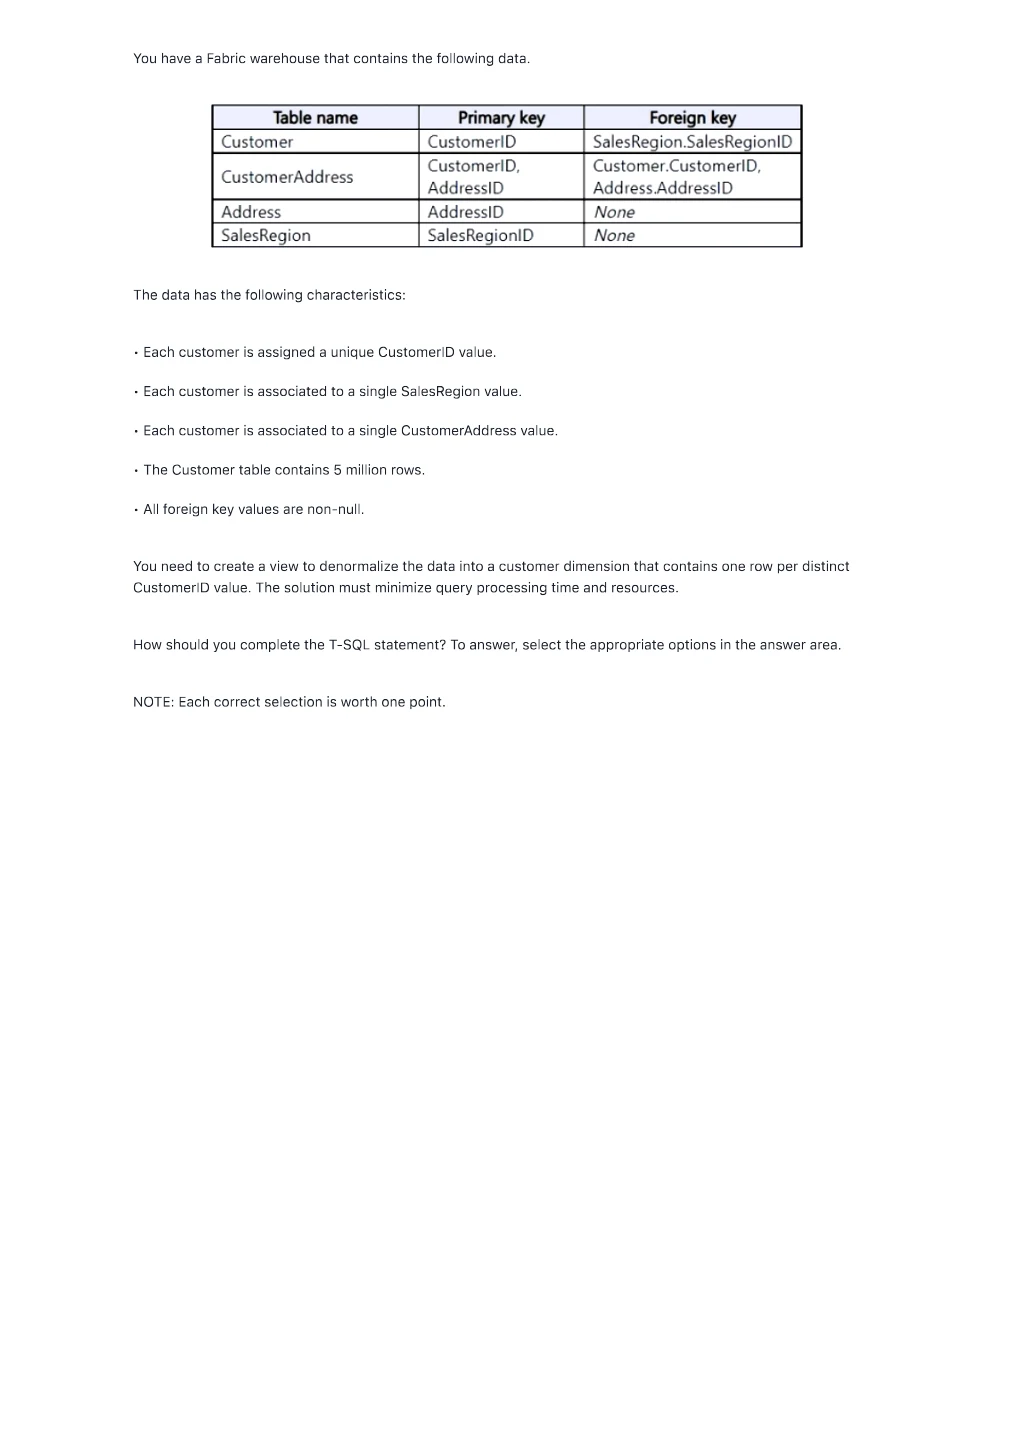 You have a Fabric warehouse that contains the following data.
Table name Primary key Foreign key
Customer CustomerID SalesRegion.SalesRegionID
CustomerAddress CustomerID, AddressID Customer.CustomerID, Address.AddressID
Address AddressID None
SalesRegion SalesRegionID None
The data has the following characteristics:
• Each customer is assigned a unique CustomerID value.
• Each customer is associated to a single SalesRegion value.
• Each customer is associated to a single CustomerAddress value.
• The Customer table contains 5 million rows.
• All foreign key values are non-null.
You need to create a view to denormalize the data into a customer dimension that contains one row per distinct
CustomerID value. The solution must minimize query processing time and resources.
How should you complete the T-SQL statement? To answer, select the appropriate options in the answer area.
NOTE: Each correct selection is worth one point.